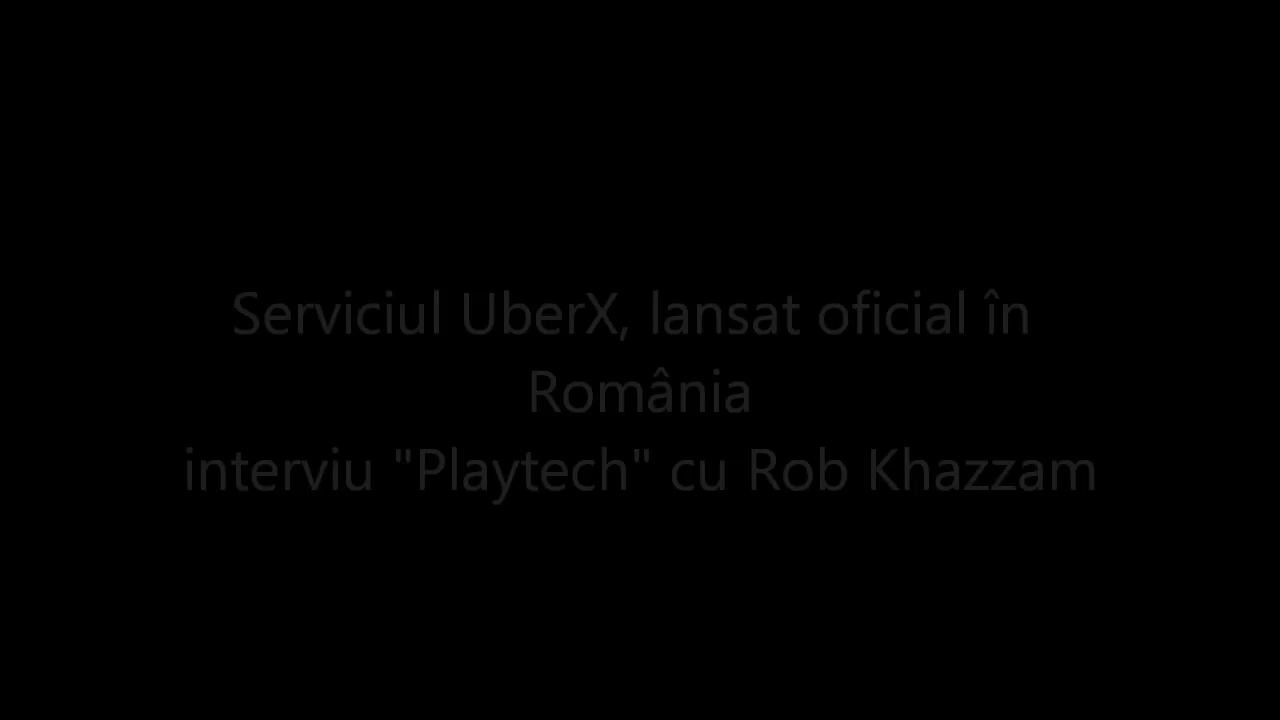 Serviciul UberX, lansat oficial în
România
interviu "Playtech" cu Rob Khazzam